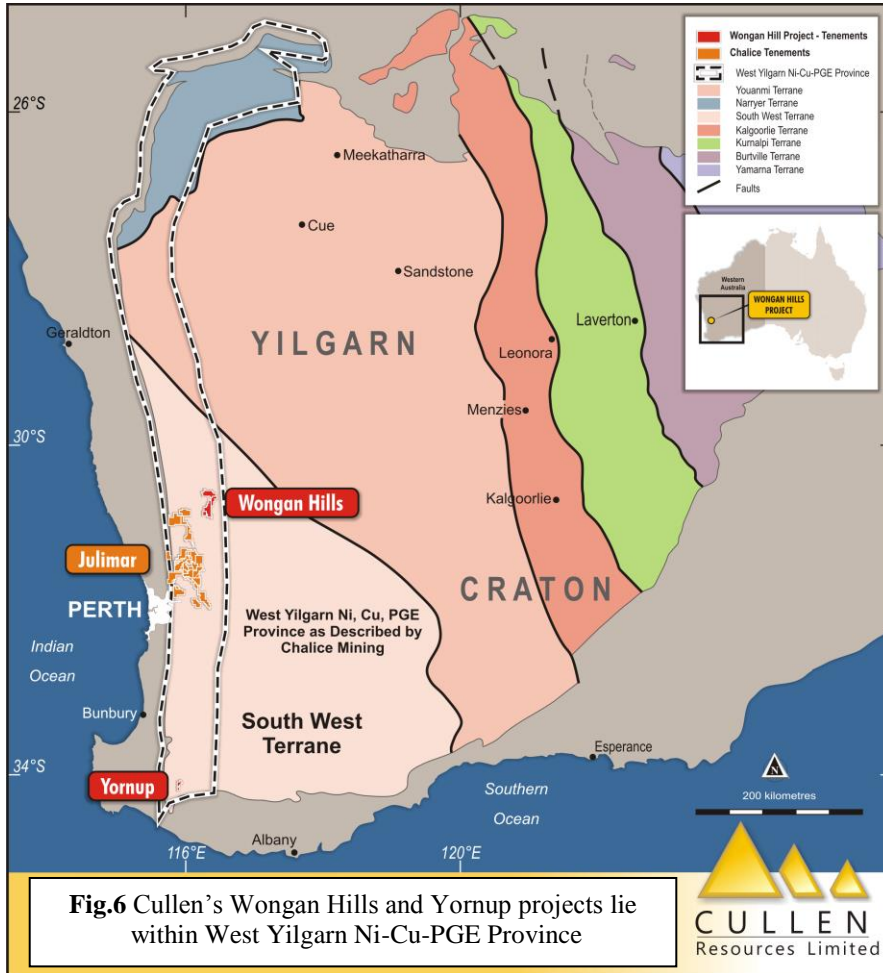 Wongan Hill Project - Tenements
Chalice Tenements
West Yilgarn Ni-Cu-PGE Province
Youanmi Terrane
Narryer Terrane
South West Terrane
Kalgoorlie Terrane
Kurnalpi Terrane
Burtville Terrane
Yamarna Terrane
Faults
Western
Australia
WONGAN HILLS
PROJECT
26°S
Meekatharra
Cue
Sandstone
Geraldton
YILGARN
Laverton
Leonora
Menzies
30°S
Wongan Hills
Kalgoorlie
Julimar
CRATON
PERTH
West Yilgarn Ni, Cu, PGE
Province as Described by
Chalice Mining
Indian
Ocean
Bunbury
South West
Terrane
Esperance
34°S
Yornup
N
Southern
Ocean
200 kilometres
Albany
116°E
120°E
Fig.6 Cullen's Wongan Hills and Yornup projects lie
within West Yilgarn Ni-Cu-PGE Province
CULLEN
Resources Limited